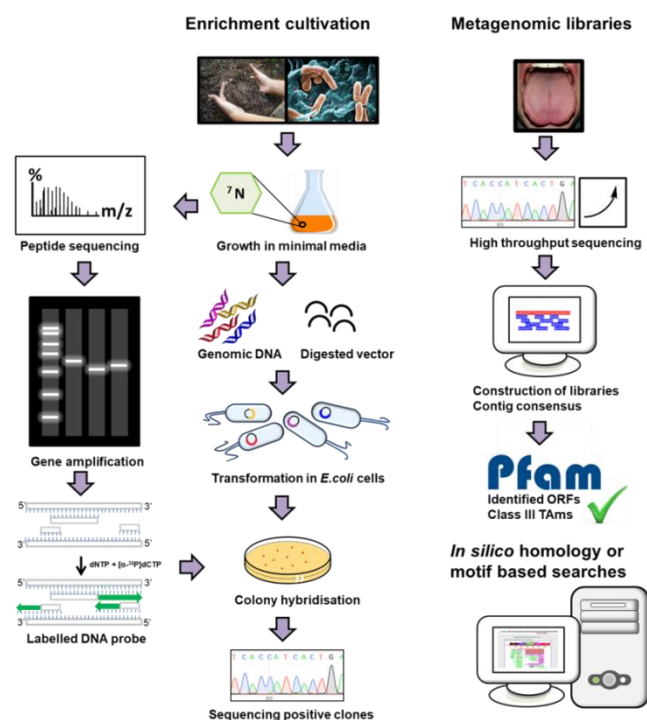 Enrichment cultivation
Metagenomic libraries
%
m/z
Peptide sequencing
7N
Growth in minimal media
T C A C C A T C A C T G A
80
High throughput sequencing
Genomic DNA
Digested vector
Construction of libraries
Contig consensus
Gene amplification
Transformation in E.coli cells
Pfam
Identified ORFs
Class III TAms
5'
3'
3'
5'
dNTP + [α-³²P]dCTP
5'
3'
3'
5'
Labelled DNA probe
Colony hybridisation
In silico homology or
motif based searches
T C A C C A T C A C T G A
80
Sequencing positive clones